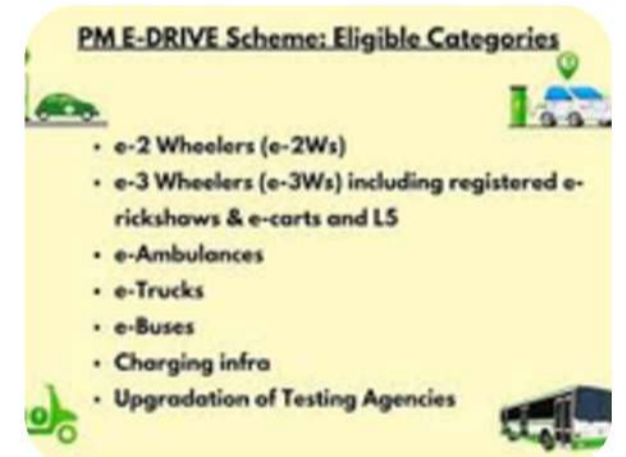 PM E-DRIVE Scheme: Eligible Categories
• e-2 Wheelers (e-2Ws)
• e-3 Wheelers (e-3Ws) including registered e-
rickshaws & e-carts and L5
• e-Ambulances
• e-Trucks
• e-Buses
• Charging infra
• Upgradation of Testing Agencies